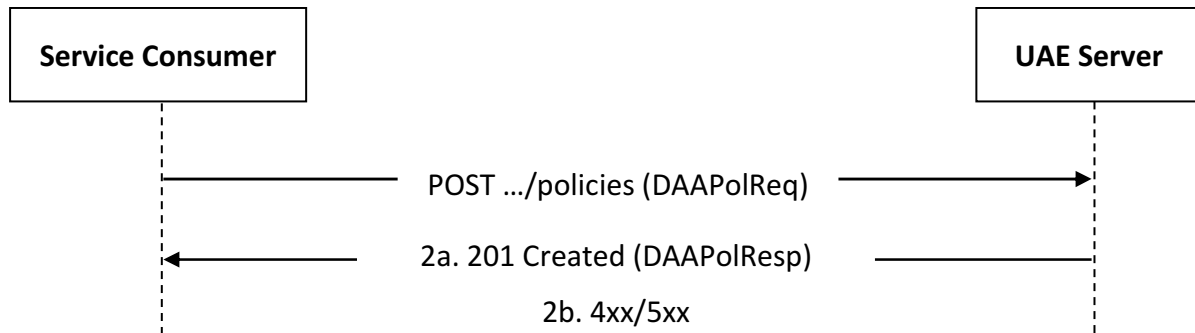 Service Consumer
UAE Server
POST .../policies (DAAPolReq)
2a. 201 Created (DAAPolResp)
2b. 4xx/5xx